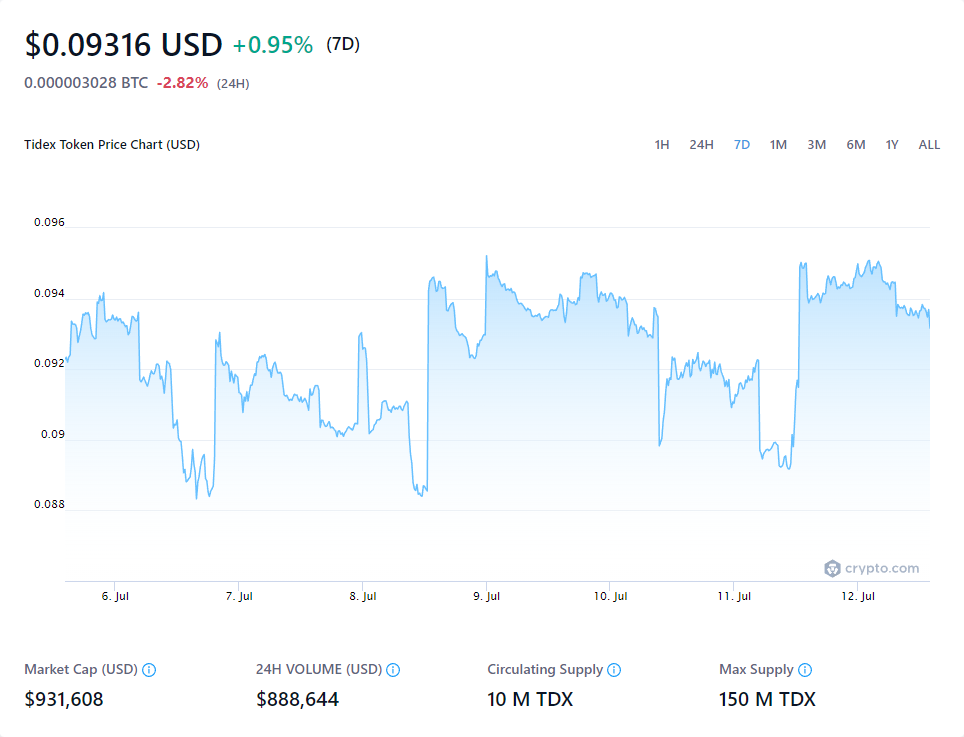 $0.09316 USD +0.95% (7D)
0.000003028 BTC -2.82% (24H)
Tidex Token Price Chart (USD)
1H 24H 7D 1M 3M 6M 1Y ALL
0.096
0.094
0.092
0.09
0.088
crypto.com
6. Jul 7. Jul 8. Jul 9. Jul 10. Jul 11. Jul 12. Jul
Market Cap (USD) 24H VOLUME (USD) Circulating Supply Max Supply
$931,608 $888,644 10 M TDX 150 M TDX